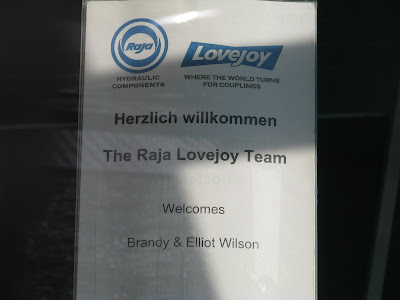 Raja
HYDRAULIC
COMPONENTS
Lovejoy
WHERE THE WORLD TURNS
FOR COUPLINGS
Herzlich willkommen
The Raja Lovejoy Team
Welcomes
Brandy & Elliot Wilson